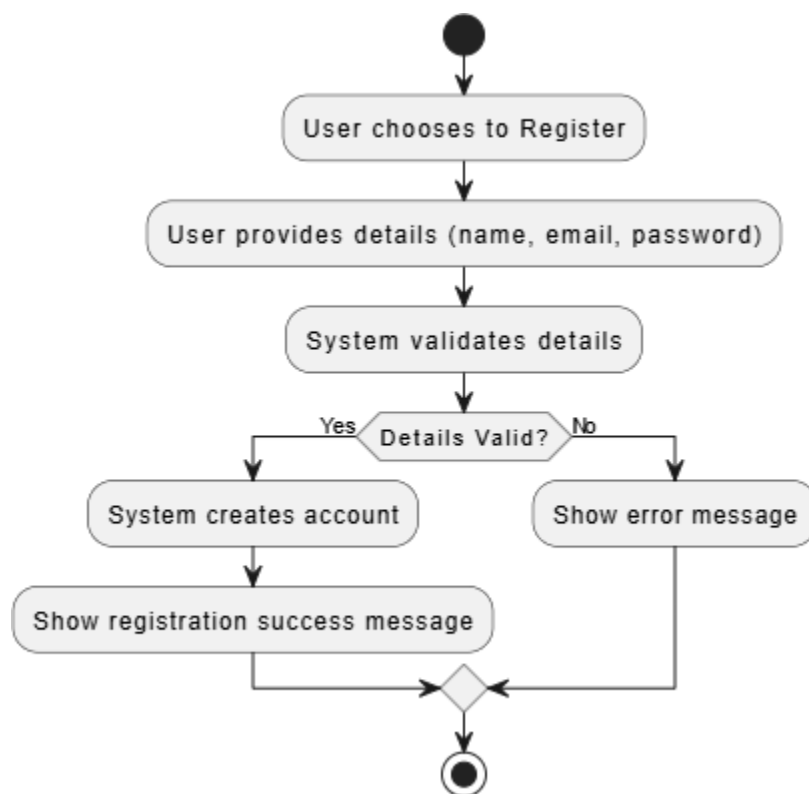 User chooses to Register
User provides details (name, email, password)
System validates details
Details Valid?
Yes
No
System creates account
Show error message
Show registration success message